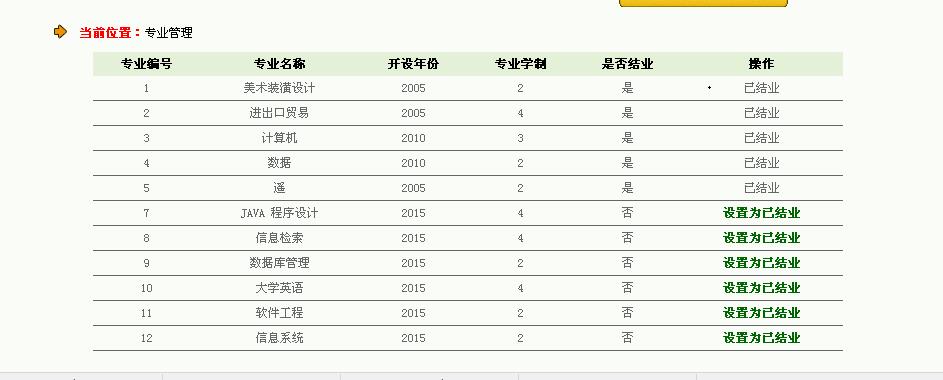 当前位置：专业管理
专业编号 专业名称 开设年份 专业学制 是否结业 操作
1 美术装潢设计 2005 2 是 已结业
2 进出口贸易 2005 4 是 已结业
3 计算机 2010 3 是 已结业
4 数据 2010 2 是 已结业
5 遥 2005 2 是 已结业
7 JAVA 程序设计 2015 4 否 设置为已结业
8 信息检索 2015 4 否 设置为已结业
9 数据库管理 2015 2 否 设置为已结业
10 大学英语 2015 4 否 设置为已结业
11 软件工程 2015 2 否 设置为已结业
12 信息系统 2015 2 否 设置为已结业